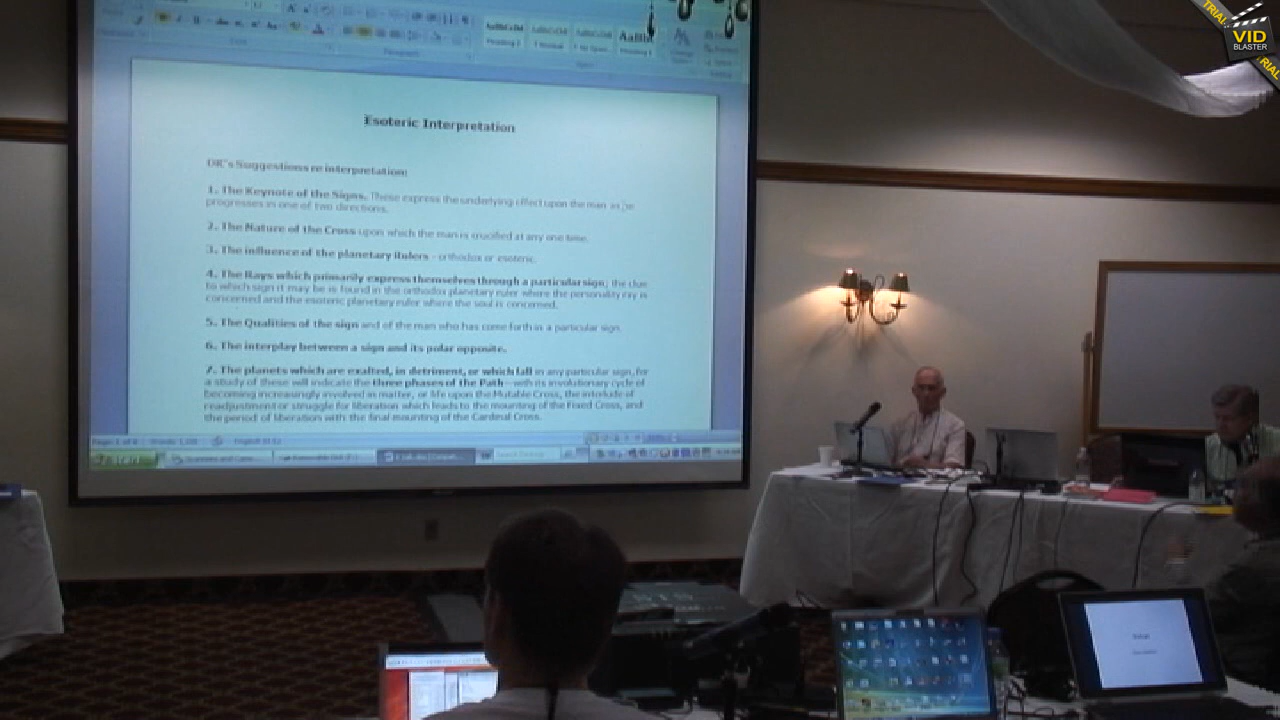 TRIAL
VID
BLASTER
TRIAL
Esoteric Interpretation
DK's Suggestions re interpretation:
1. The Keynote of the Signs. These express the underlying effect upon the man as he
progresses in one of two directions.
2. The Nature of the Cross upon which the man is crucified at any one time.
3. The influence of the planetary Rulers - orthodox or esoteric.
4. The Rays which primarily express themselves through a particular sign; the clue
to which sign it may be is found in the orthodox planetary ruler where the personality ray is
concerned and the esoteric planetary ruler where the soul is concerned.
5. The Qualities of the sign and of the man who has come forth in a particular sign.
6. The interplay between a sign and its polar opposite.
7. The planets which are exalted, in detriment, or which fall in any particular sign, for
a study of these will indicate the three phases of the Path - with its involutionary cycle of
becoming increasingly involved in matter, or life upon the Mutable Cross, the interlude of
readjustment or struggle for liberation which leads to the mounting of the Fixed Cross, and
the period of liberation with the final mounting of the Cardinal Cross.